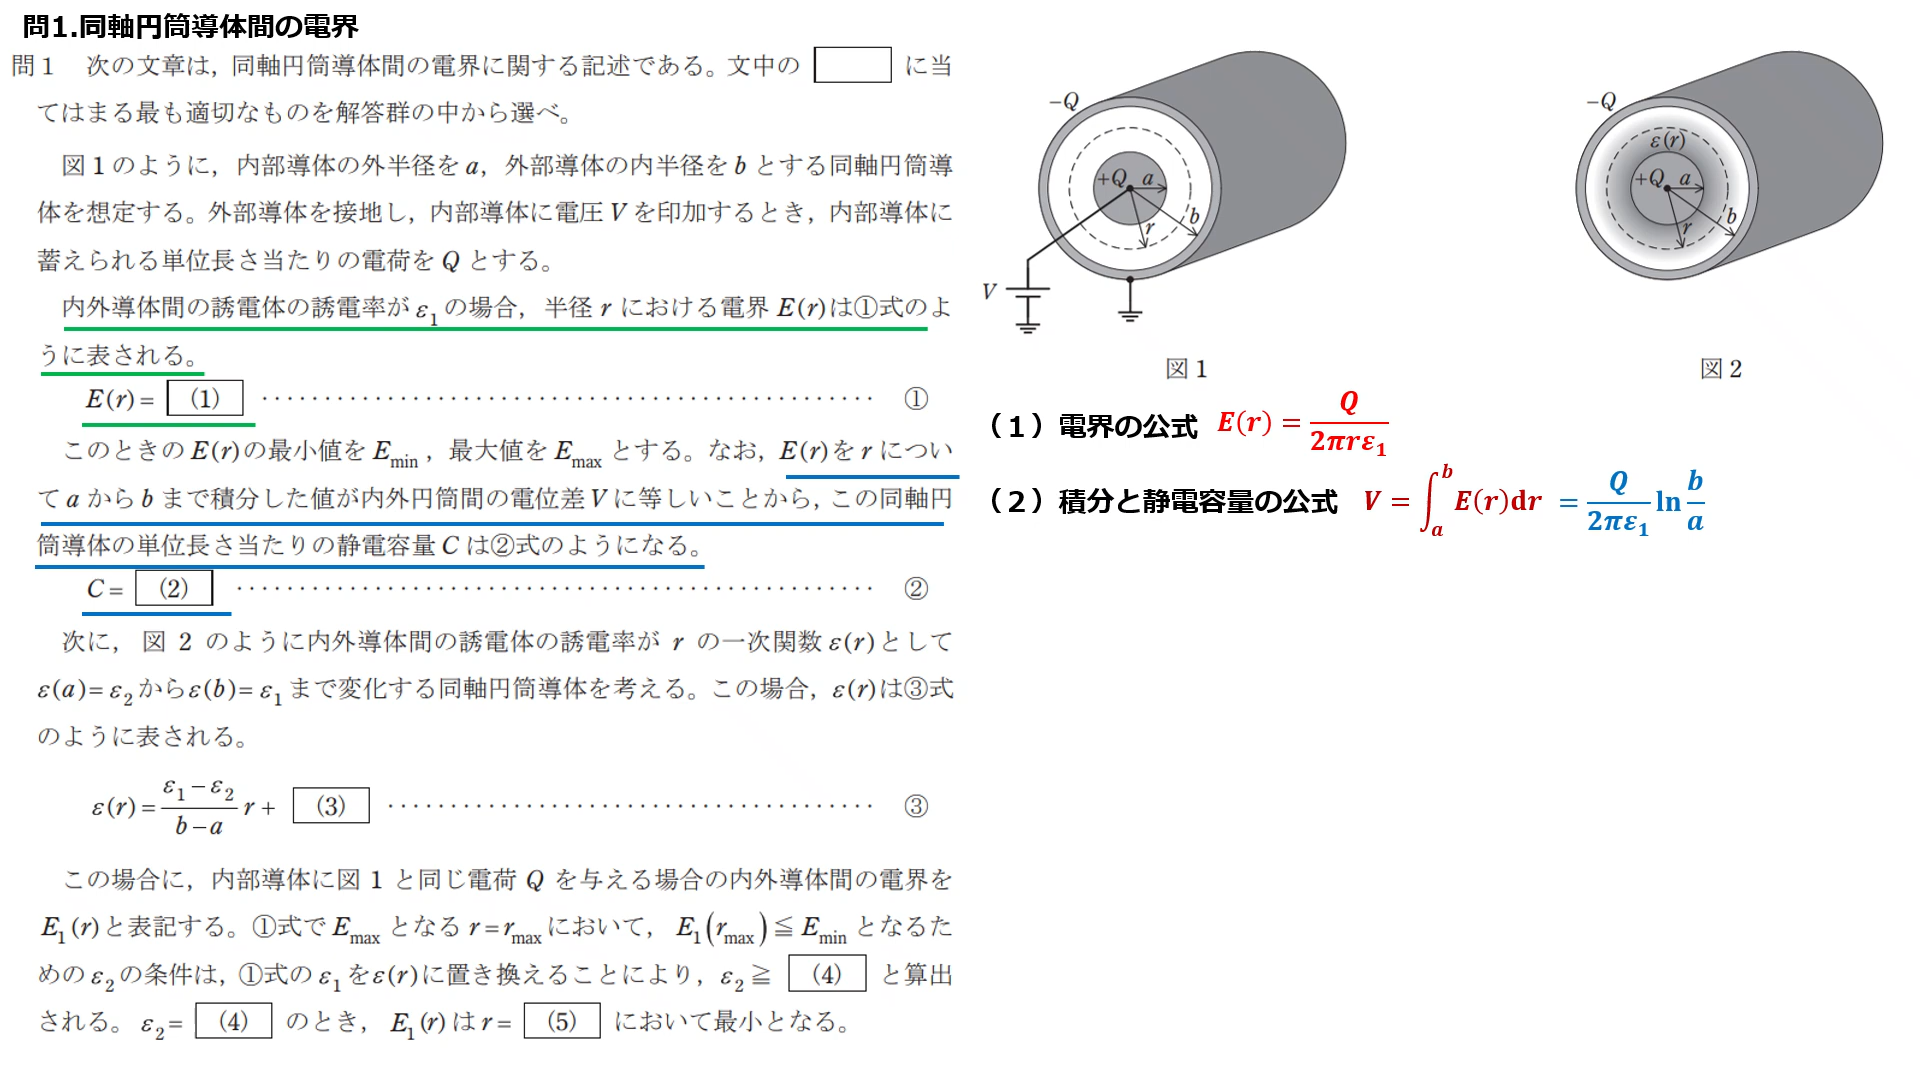 問1.同軸円筒導体間の電界
問1　次の文章は，同軸円筒導体間の電界に関する記述である。文中の　　　に当
てはまる最も適切なものを解答群の中から選べ。
図1のように，内部導体の外半径をa，外部導体の内半径をbとする同軸円筒導
体を想定する。外部導体を接地し，内部導体に電圧Vを印加するとき，内部導体に
蓄えられる単位長さ当たりの電荷をQとする。
内外導体間の誘電体の誘電率がε₁の場合，半径rにおける電界E(r)は①式のよ
うに表される。
E(r)= (1) ………………………… ①
このときのE(r)の最小値をE_min，最大値をE_maxとする。なお，E(r)をrについ
てaからbまで積分した値が内外円筒間の電位差Vに等しいことから，この同軸円
筒導体の単位長さ当たりの静電容量Cは②式のようになる。
C= (2) ………………………… ②
次に，図2のように内外導体間の誘電体の誘電率がrの一次関数ε(r)として
ε(a)=ε₂からε(b)=ε₁まで変化する同軸円筒導体を考える。この場合，ε(r)は③式
のように表される。
ε(r)=(ε₁−ε₂)/(b−a) r+ (3) ………………………… ③
この場合に，内部導体に図1と同じ電荷Qを与える場合の内外導体間の電界を
E₁(r)と表記する。①式でE_maxとなるr=r_maxにおいて，E₁(r_max)≦E_minとなるた
めのε₂の条件は，①式のε₁をε(r)に置き換えることにより，ε₂≧ (4) と算出
される。ε₂= (4) のとき，E₁(r)はr= (5) において最小となる。
−Q
+Q
a
b
r
V
図1
−Q
ε(r)
+Q
a
b
r
図2
（1）電界の公式 E(r)=Q/(2πrε₁)
（2）積分と静電容量の公式 V=∫_a^b E(r)dr =Q/(2πε₁) ln b/a